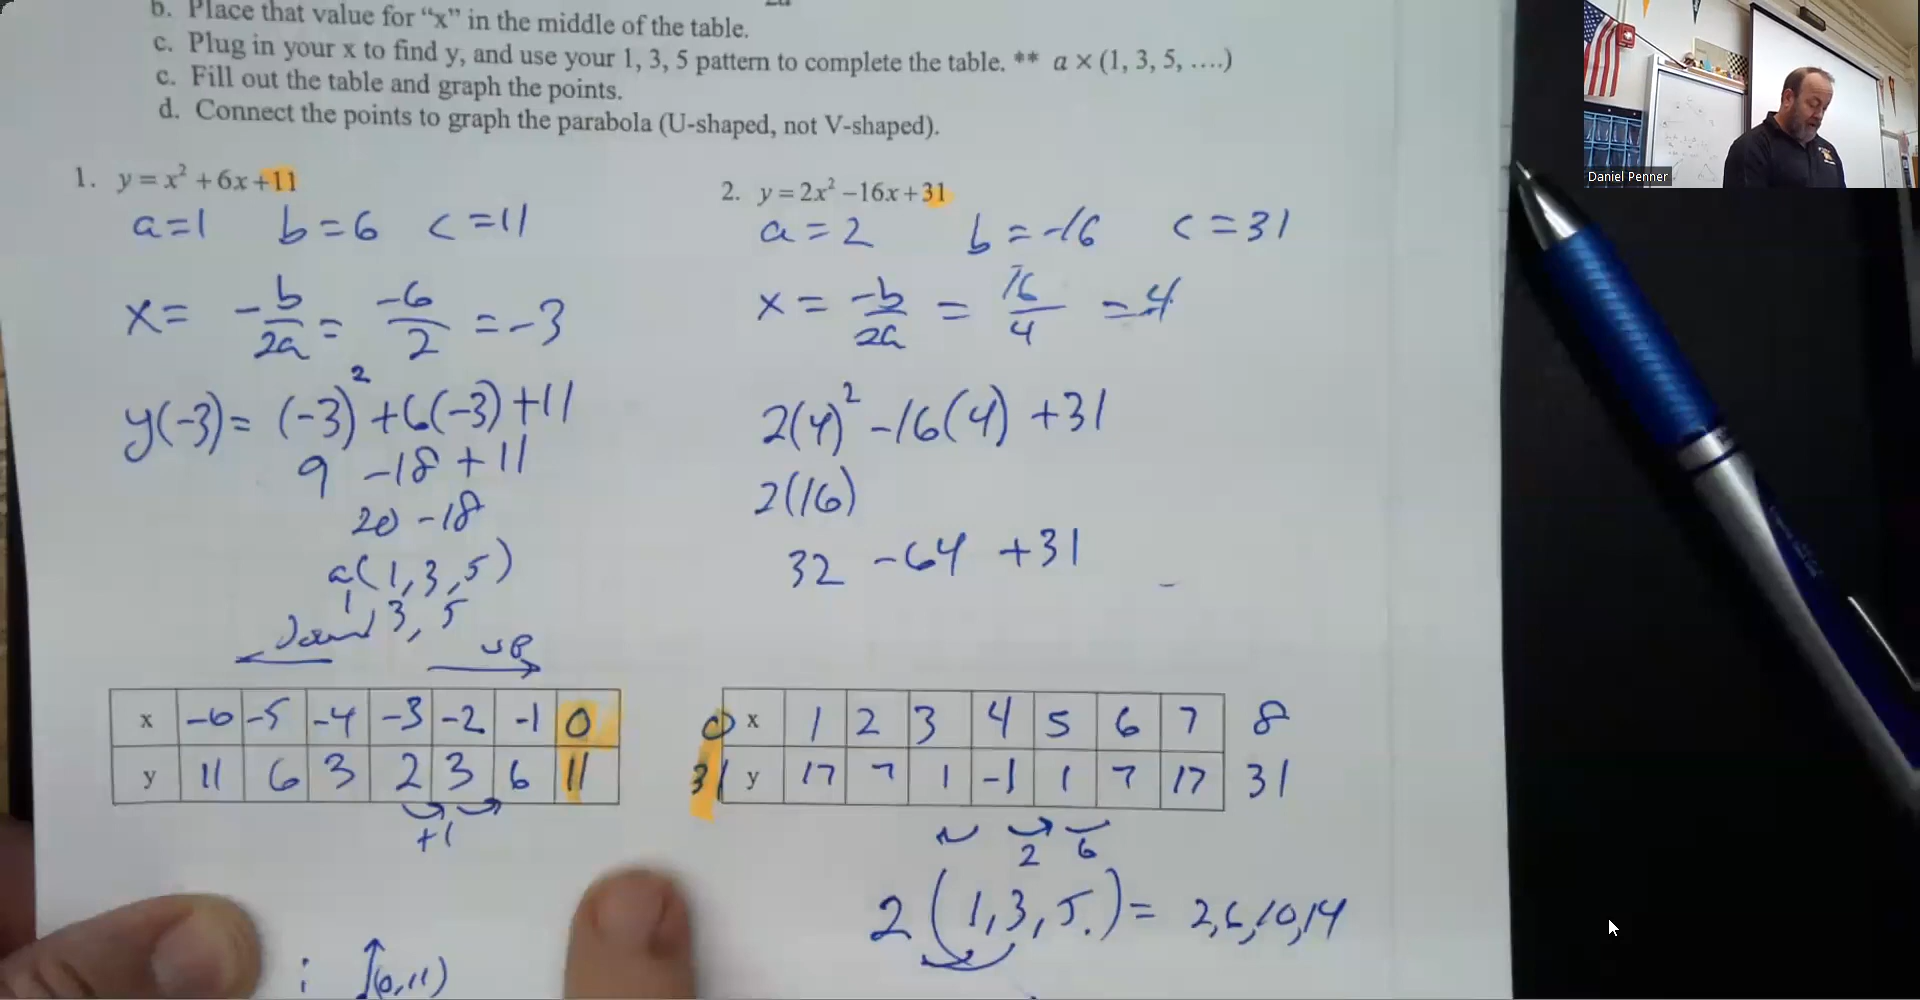 b. Place that value for “x” in the middle of the table.
c. Plug in your x to find y, and use your 1, 3, 5 pattern to complete the table. ** a × (1, 3, 5, ….)
c. Fill out the table and graph the points.
d. Connect the points to graph the parabola (U-shaped, not V-shaped).
Daniel Penner
1. y = x² + 6x + 11
a = 1 b = 6 c = 11
x = -b/2a = -6/2 = -3
y(-3) = (-3)² + 6(-3) + 11
9 - 18 + 11
20 - 18
a(1, 3, 5)
1, 3, 5
up
x -6 -5 -4 -3 -2 -1 0
y 11 6 3 2 3 6 11
+1
(0, 11)
2. y = 2x² − 16x + 31
a = 2 b = -16 c = 31
x = -b/2a = 16/4 = 4
2(4)² - 16(4) + 31
2(16)
32 - 64 + 31
0 x 1 2 3 4 5 6 7 8
31 y 17 7 1 -1 1 7 17 31
2 6
2(1, 3, 5.) = 2, 6, 10, 14